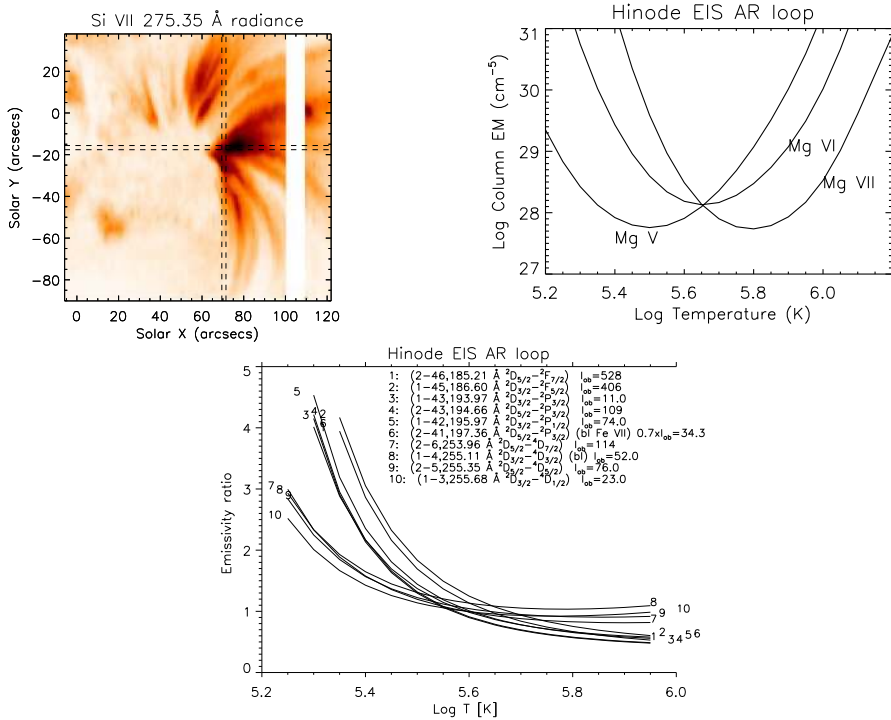 Si VII 275.35 Å radiance
Solar Y (arcsecs)
20
0
−20
−40
−60
−80
0 20 40 60 80 100 120
Solar X (arcsecs)
Hinode EIS AR loop
Log Column EM (cm⁻⁵)
31
30
29
28
27
Mg VI
Mg VII
Mg V
5.2 5.4 5.6 5.8 6.0
Log Temperature (K)
Hinode EIS AR loop
Emissivity ratio
5
4
3
2
1
0
1: (2−46,185.21 Å ²D₅/₂−²F₇/₂) I_ob=528
2: (1−45,186.60 Å ²D₃/₂−²F₅/₂) I_ob=406
3: (1−43,193.97 Å ²D₃/₂−²P₃/₂) I_ob=11.0
4: (2−43,194.66 Å ²D₅/₂−²P₃/₂) I_ob=109
5: (1−42,195.97 Å ²D₃/₂−²P₁/₂) I_ob=74.0
6: (2−41,197.36 Å ²D₅/₂−²P₃/₂) (bl Fe VII) 0.7xI_ob=34.3
7: (2−6,253.96 Å ²D₅/₂−⁴D₇/₂) I_ob=114
8: (1−4,255.11 Å ²D₃/₂−⁴D₃/₂) (bl) I_ob=52.0
9: (2−5,255.35 Å ²D₅/₂−⁴D₅/₂) I_ob=76.0
10: (1−3,255.68 Å ²D₃/₂−⁴D₁/₂) I_ob=23.0
5
3 4 2
6
7 8 9
10
8
9 10
7
1 2 3 4 5 6
5.2 5.4 5.6 5.8 6.0
Log T [K]